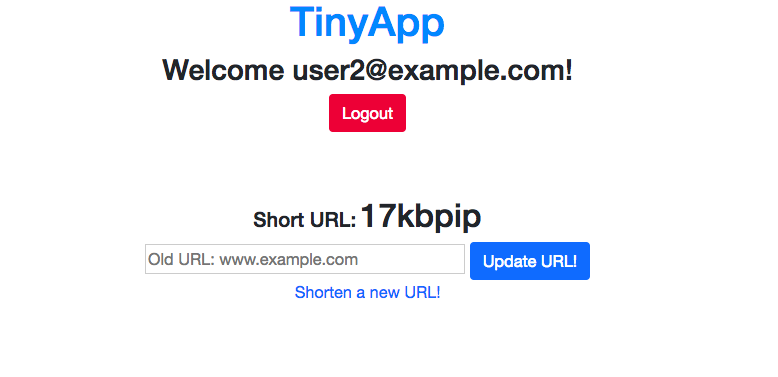 TinyApp
Welcome user2@example.com!
Logout
Short URL: 17kbpip
Old URL: www.example.com Update URL!
Shorten a new URL!